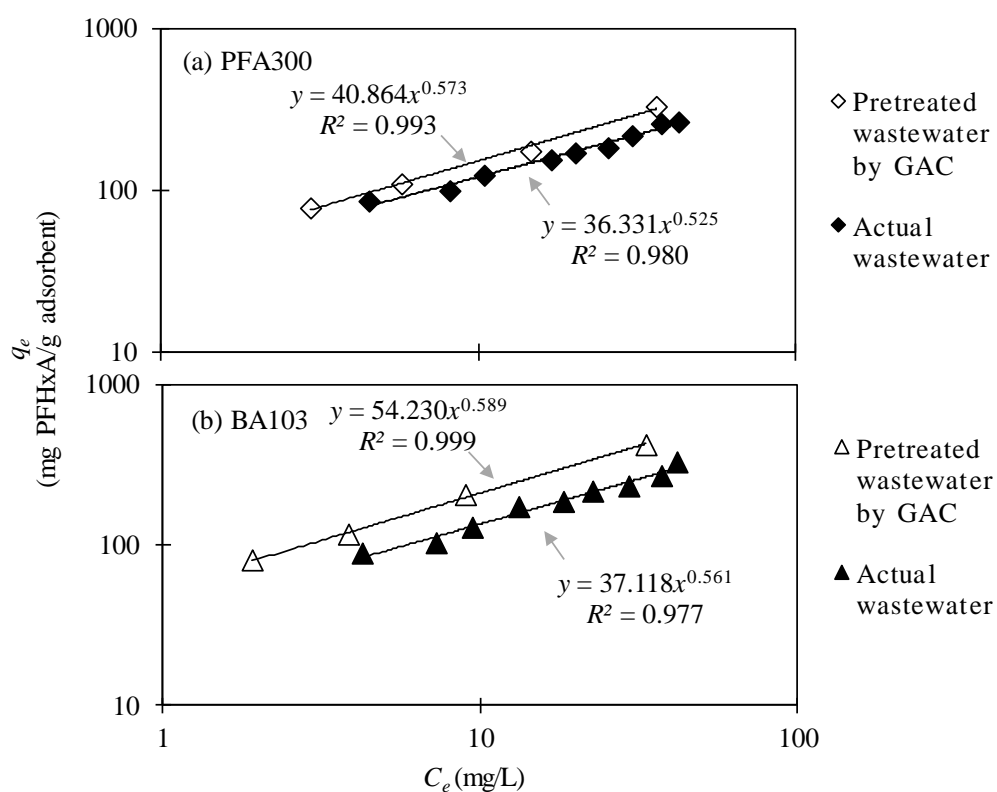 1000
(a) PFA300
y = 40.864x^0.573
R² = 0.993
100
y = 36.331x^0.525
R² = 0.980
10
Pretreated
wastewater
by GAC
Actual
wastewater
q_e
(mg PFHxA/g adsorbent)
1000
(b) BA103
y = 54.230x^0.589
R² = 0.999
100
y = 37.118x^0.561
R² = 0.977
10
1
10
100
C_e (mg/L)
Pretreated
wastewater
by GAC
Actual
wastewater